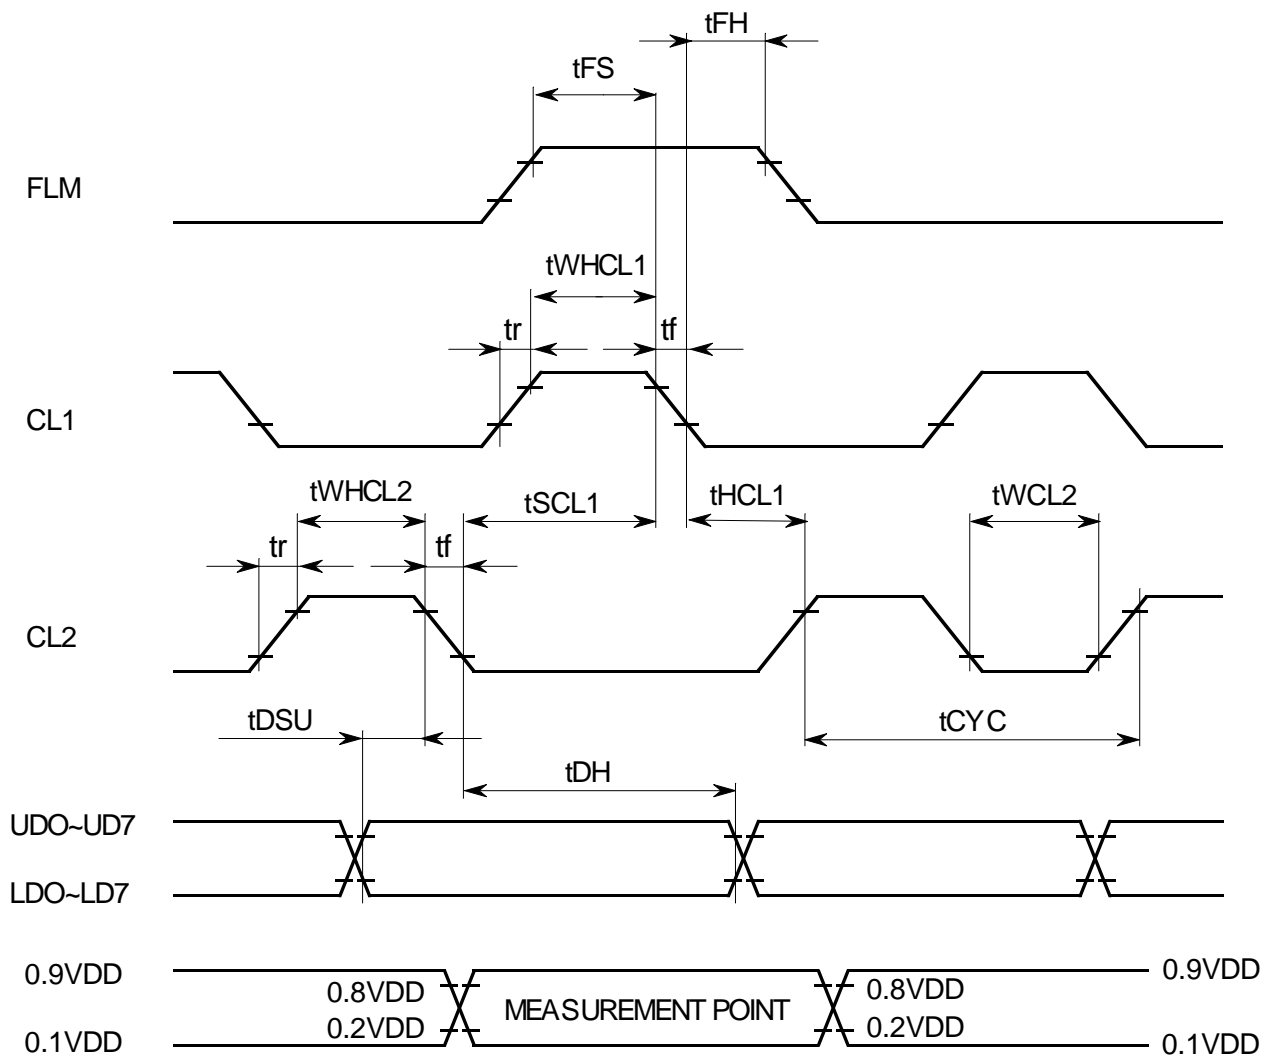 tFH
tFS
FLM
tWHCL1
tr tf
CL1
tWHCL2 tSCL1 tHCL1 tWCL2
tr tf
CL2
tDSU tCYC
tDH
UDO~UD7
LDO~LD7
0.9VDD 0.9VDD
0.8VDD MEASUREMENT POINT 0.8VDD
0.2VDD 0.2VDD
0.1VDD 0.1VDD